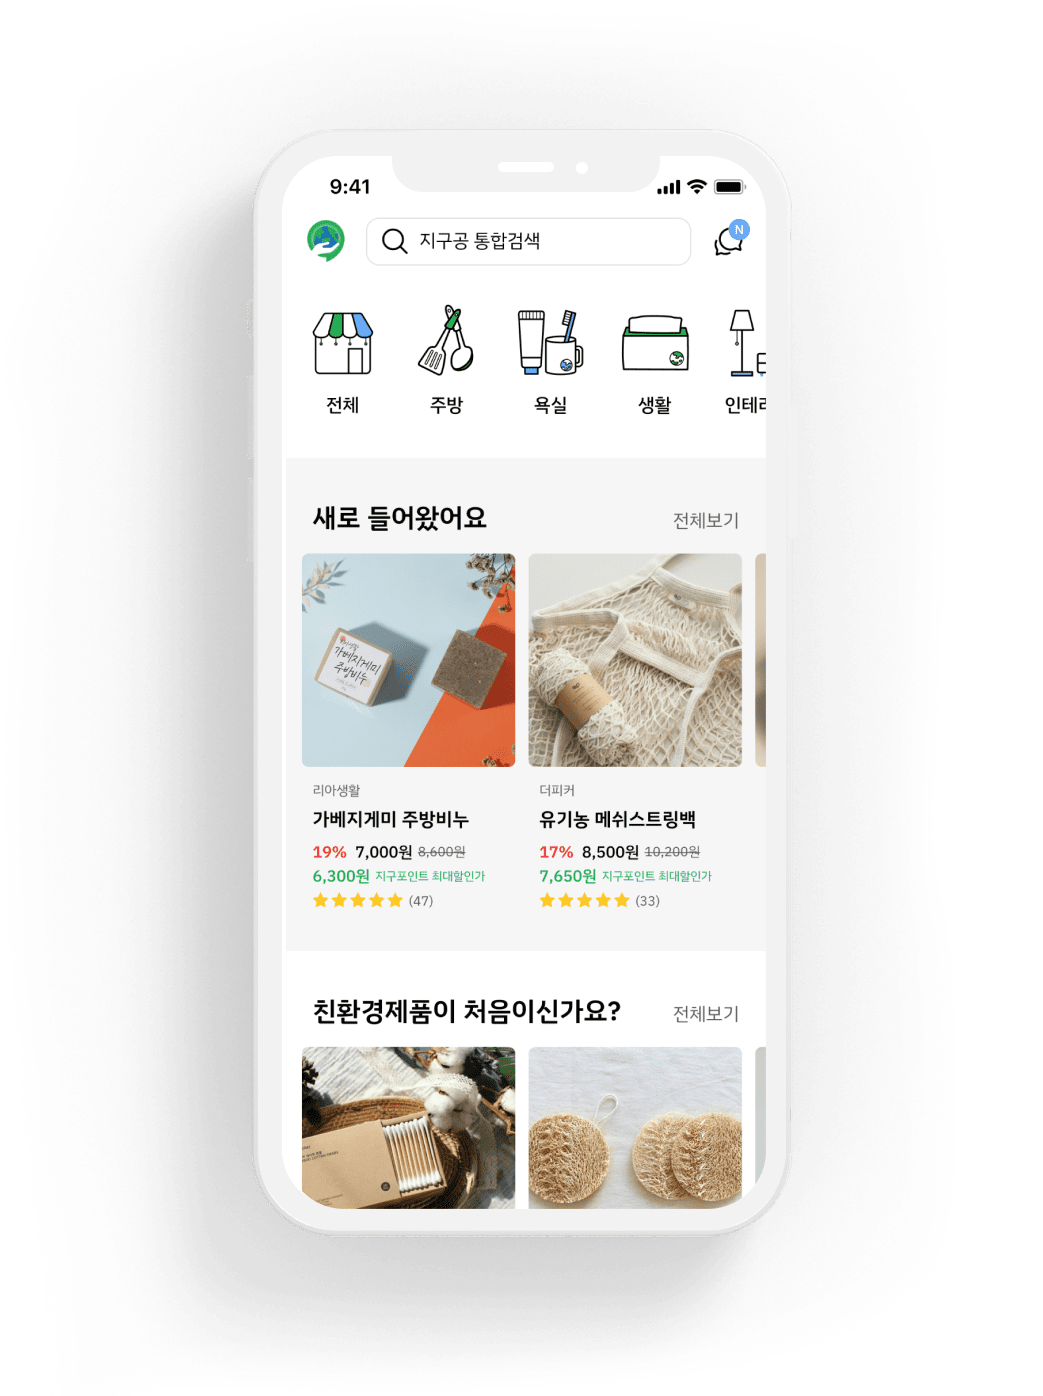 9:41
지구공 통합검색
N
전체
주방
욕실
생활
인테리
새로 들어왔어요
전체보기
가베지게미
주방비누
리아생활
가베지게미 주방비누
19% 7,000원 8,600원
6,300원 지구포인트 최대할인가
(47)
더피커
유기농 메쉬스트링백
17% 8,500원 10,200원
7,650원 지구포인트 최대할인가
(33)
친환경제품이 처음이신가요?
전체보기